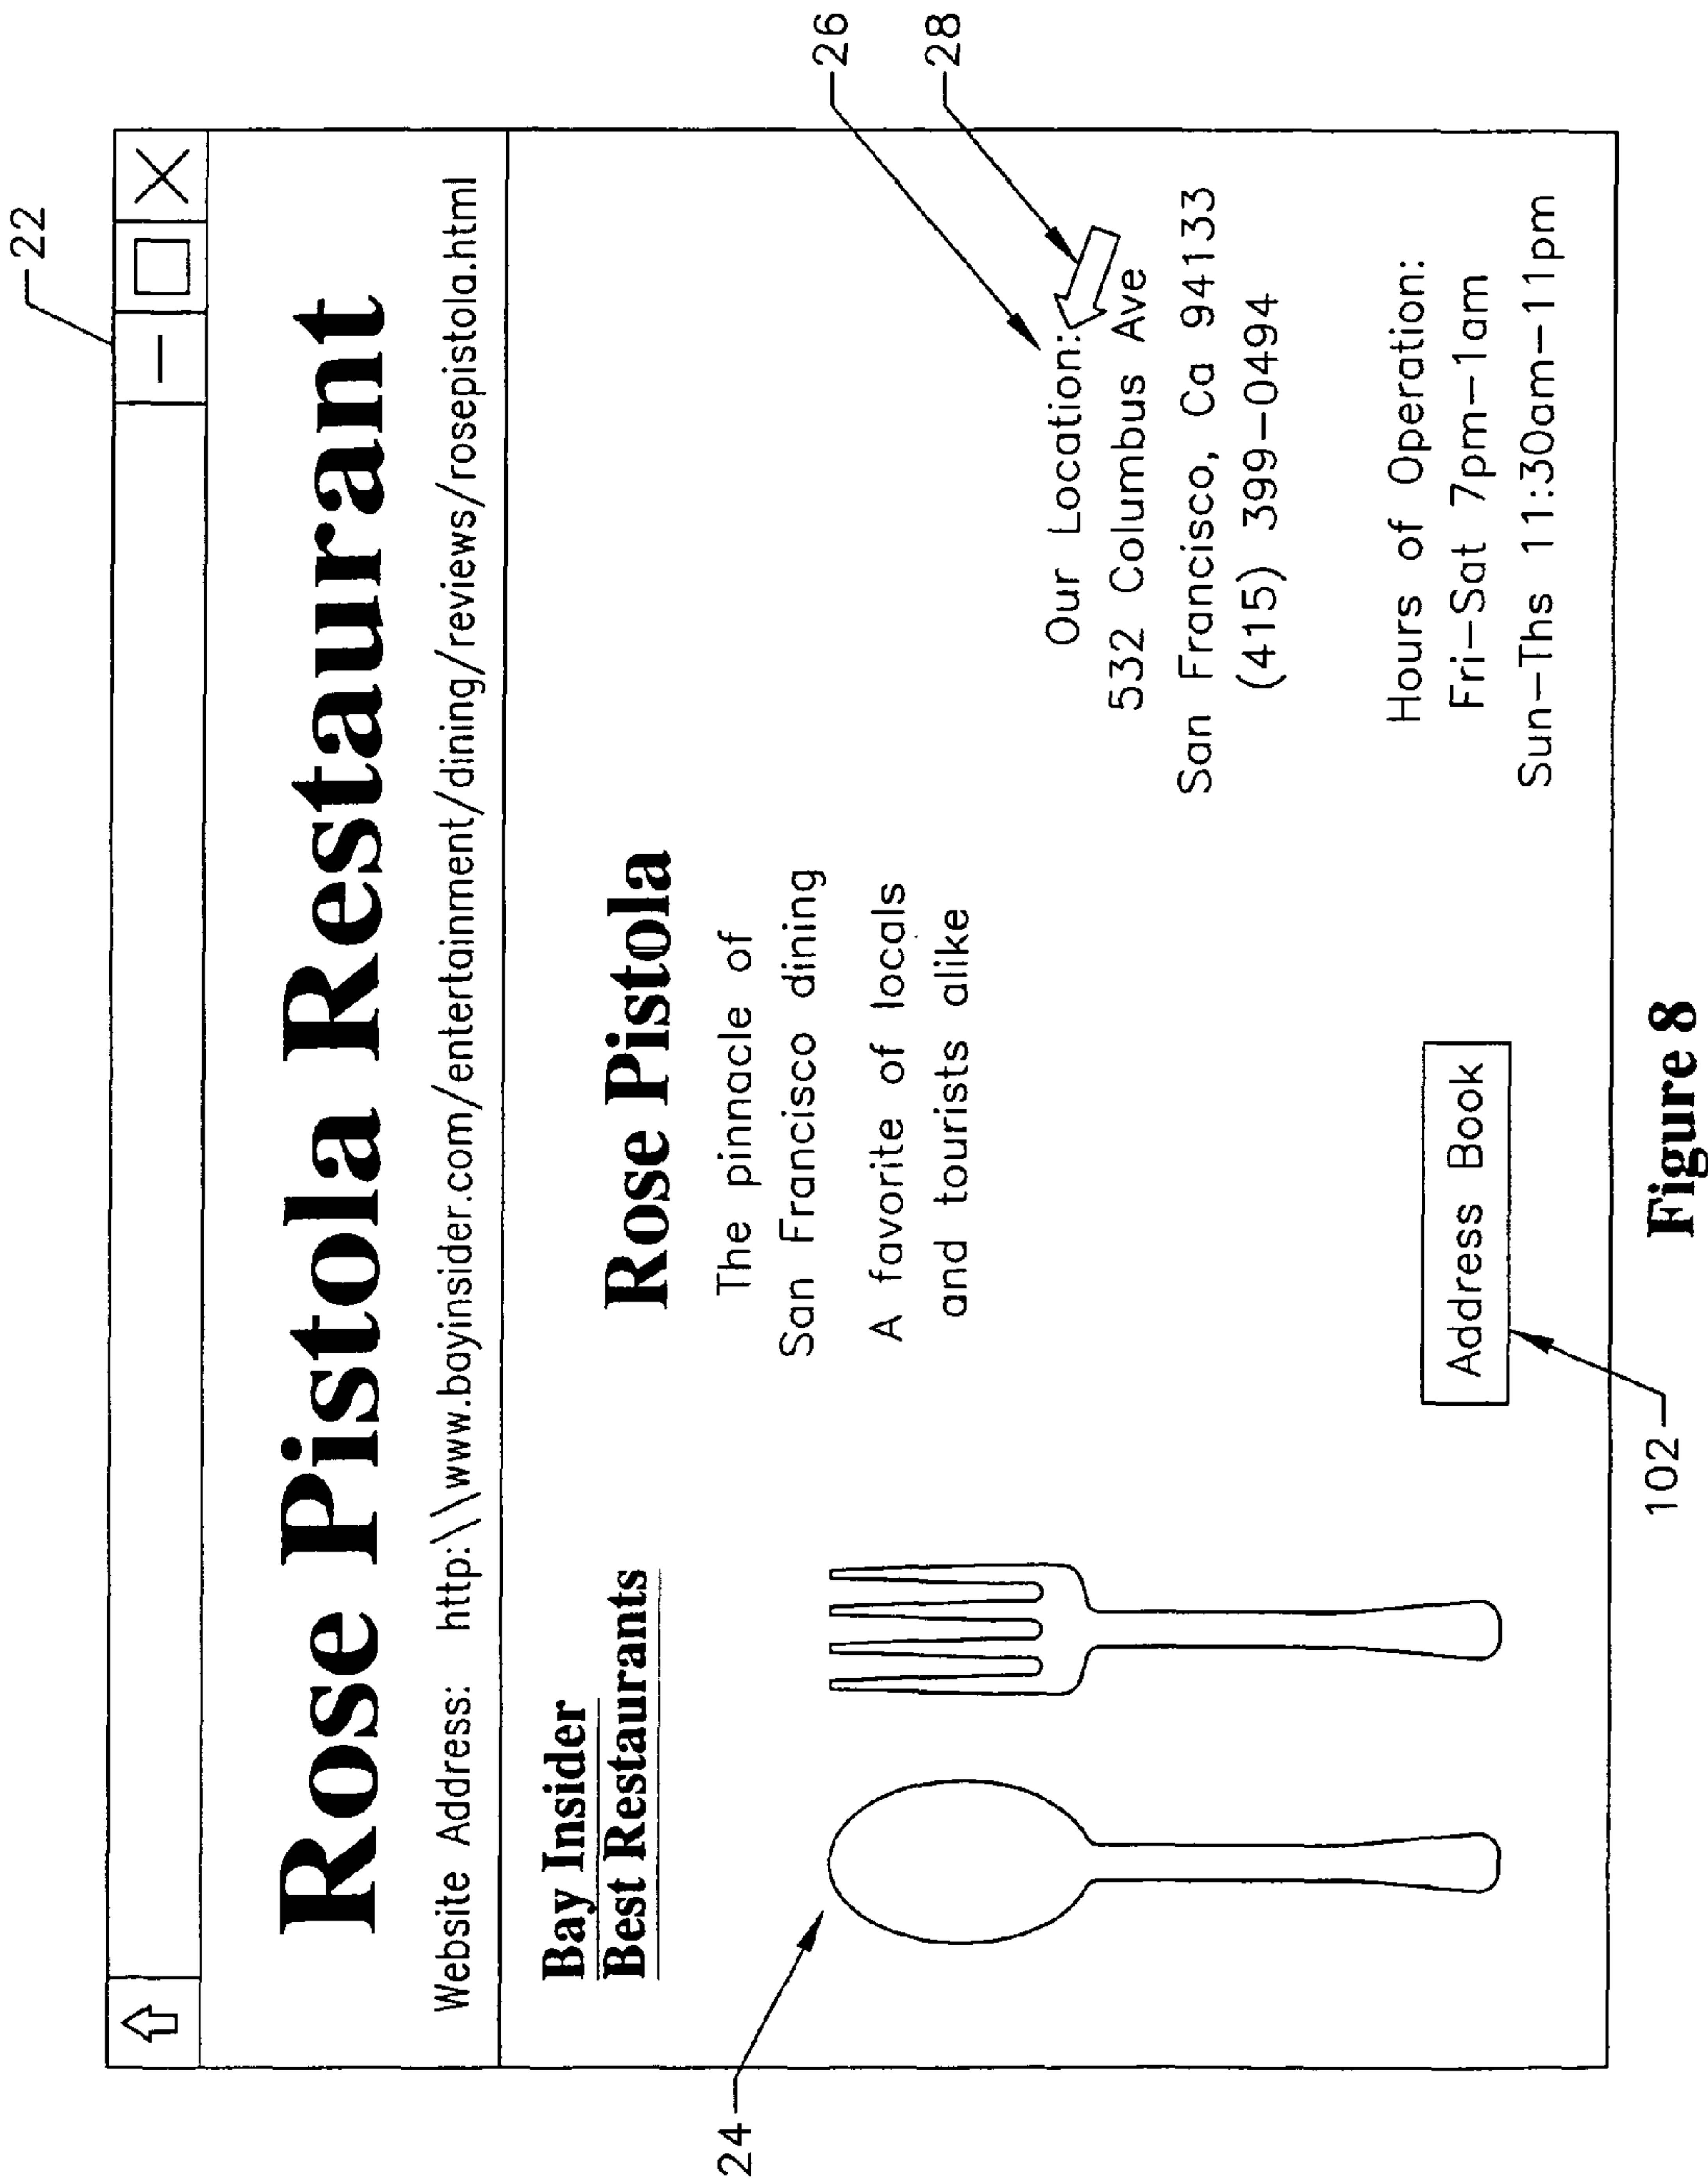 22
Rose Pistola Restaurant
Website Address: http:\\www.bayinsider.com/entertainment/dining/reviews/rosepistola.html
Bay Insider
Best Restaurants
24
Rose Pistola
The pinnacle of
San Francisco dining
A favorite of locals
and tourists alike
26
28
Our Location:
532 Columbus Ave
San Francisco, Ca 94133
(415) 399-0494
Hours of Operation:
Fri-Sat 7pm-1am
Sun-Ths 11:30am-11pm
Address Book
102
Figure 8